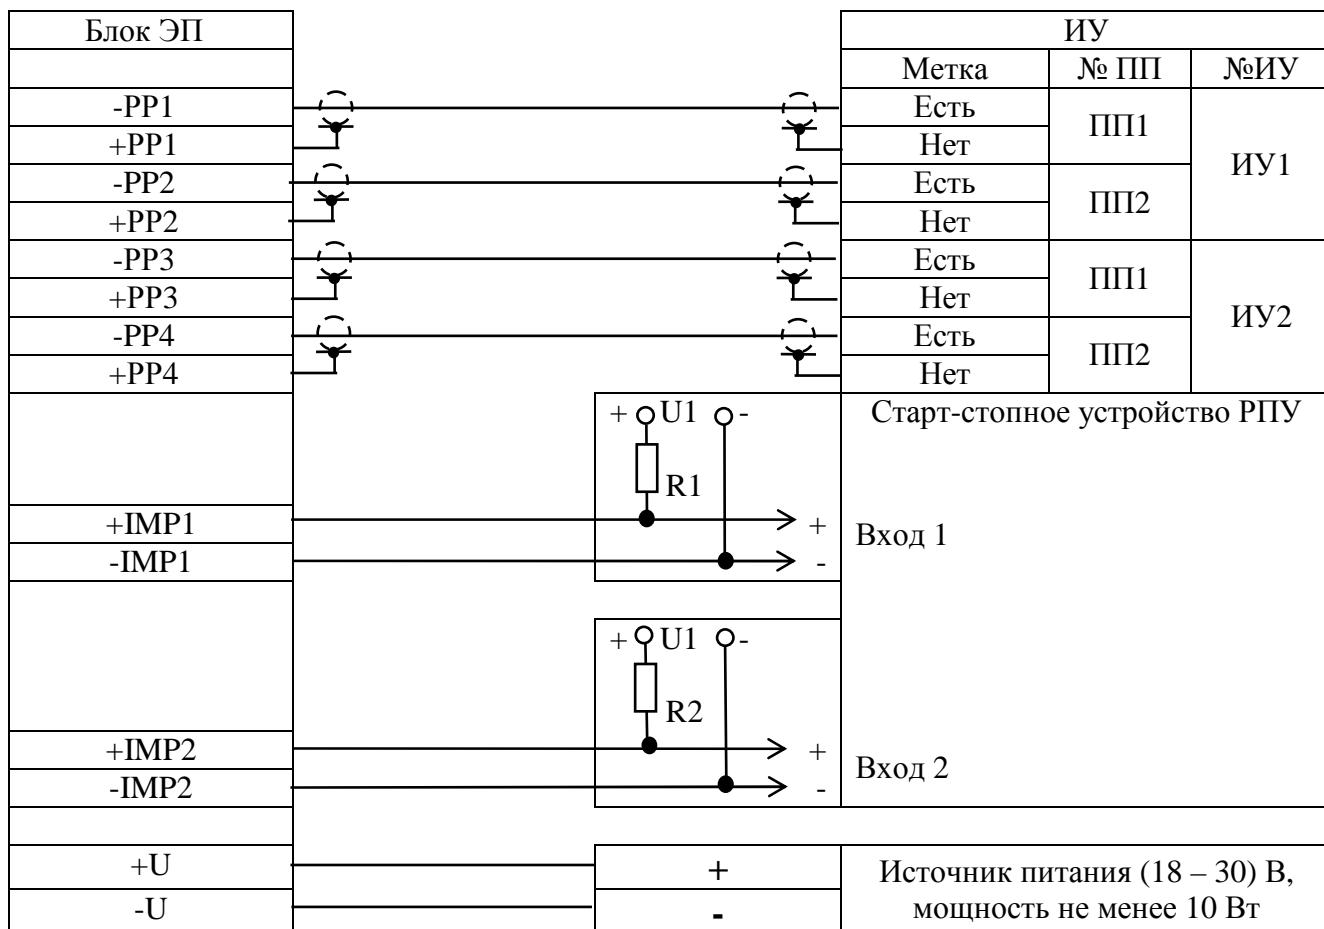 Блок ЭП ИУ
Метка № ПП №ИУ
-PP1 Есть ПП1 ИУ1
+PP1 Нет
-PP2 Есть ПП2
+PP2 Нет
-PP3 Есть ПП1 ИУ2
+PP3 Нет
-PP4 Есть ПП2
+PP4 Нет
+ U1 - Старт-стопное устройство РПУ
R1
+IMP1 + Вход 1
-IMP1 -
+ U1 -
R2
+IMP2 + Вход 2
-IMP2 -
+U + Источник питания (18 – 30) В,
-U - мощность не менее 10 Вт